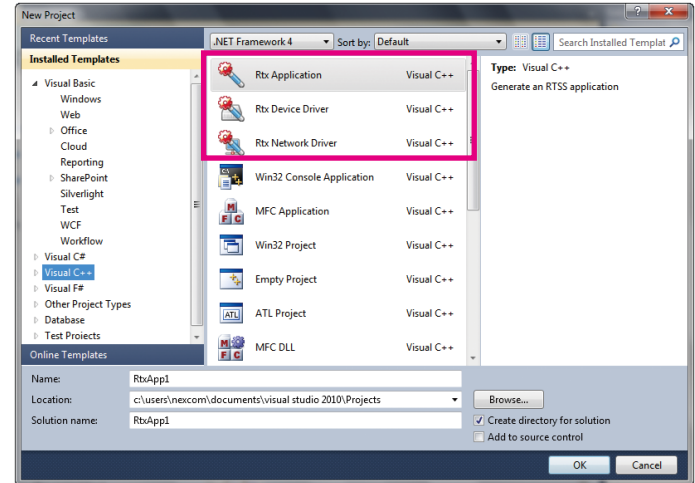 New Project
?
Recent Templates
.NET Framework 4 Sort by: Default Search Installed Templat
Installed Templates
Visual Basic
Windows
Web
Office
Cloud
Reporting
SharePoint
Silverlight
Test
WCF
Workflow
Visual C#
Visual C++
Visual F#
Other Project Types
Database
Test Projects
Online Templates
Rtx Application Visual C++
Rtx Device Driver Visual C++
Rtx Network Driver Visual C++
C:\
Win32 Console Application Visual C++
M
F C
MFC Application Visual C++
Win32 Project Visual C++
Empty Project Visual C++
ATL
ATL Project Visual C++
M
F C
MFC DLL Visual C++
Type: Visual C++
Generate an RTSS application
Name: RtxApp1
Location: c:\users\nexcom\documents\visual studio 2010\Projects Browse...
Solution name: RtxApp1
Create directory for solution
Add to source control
OK Cancel